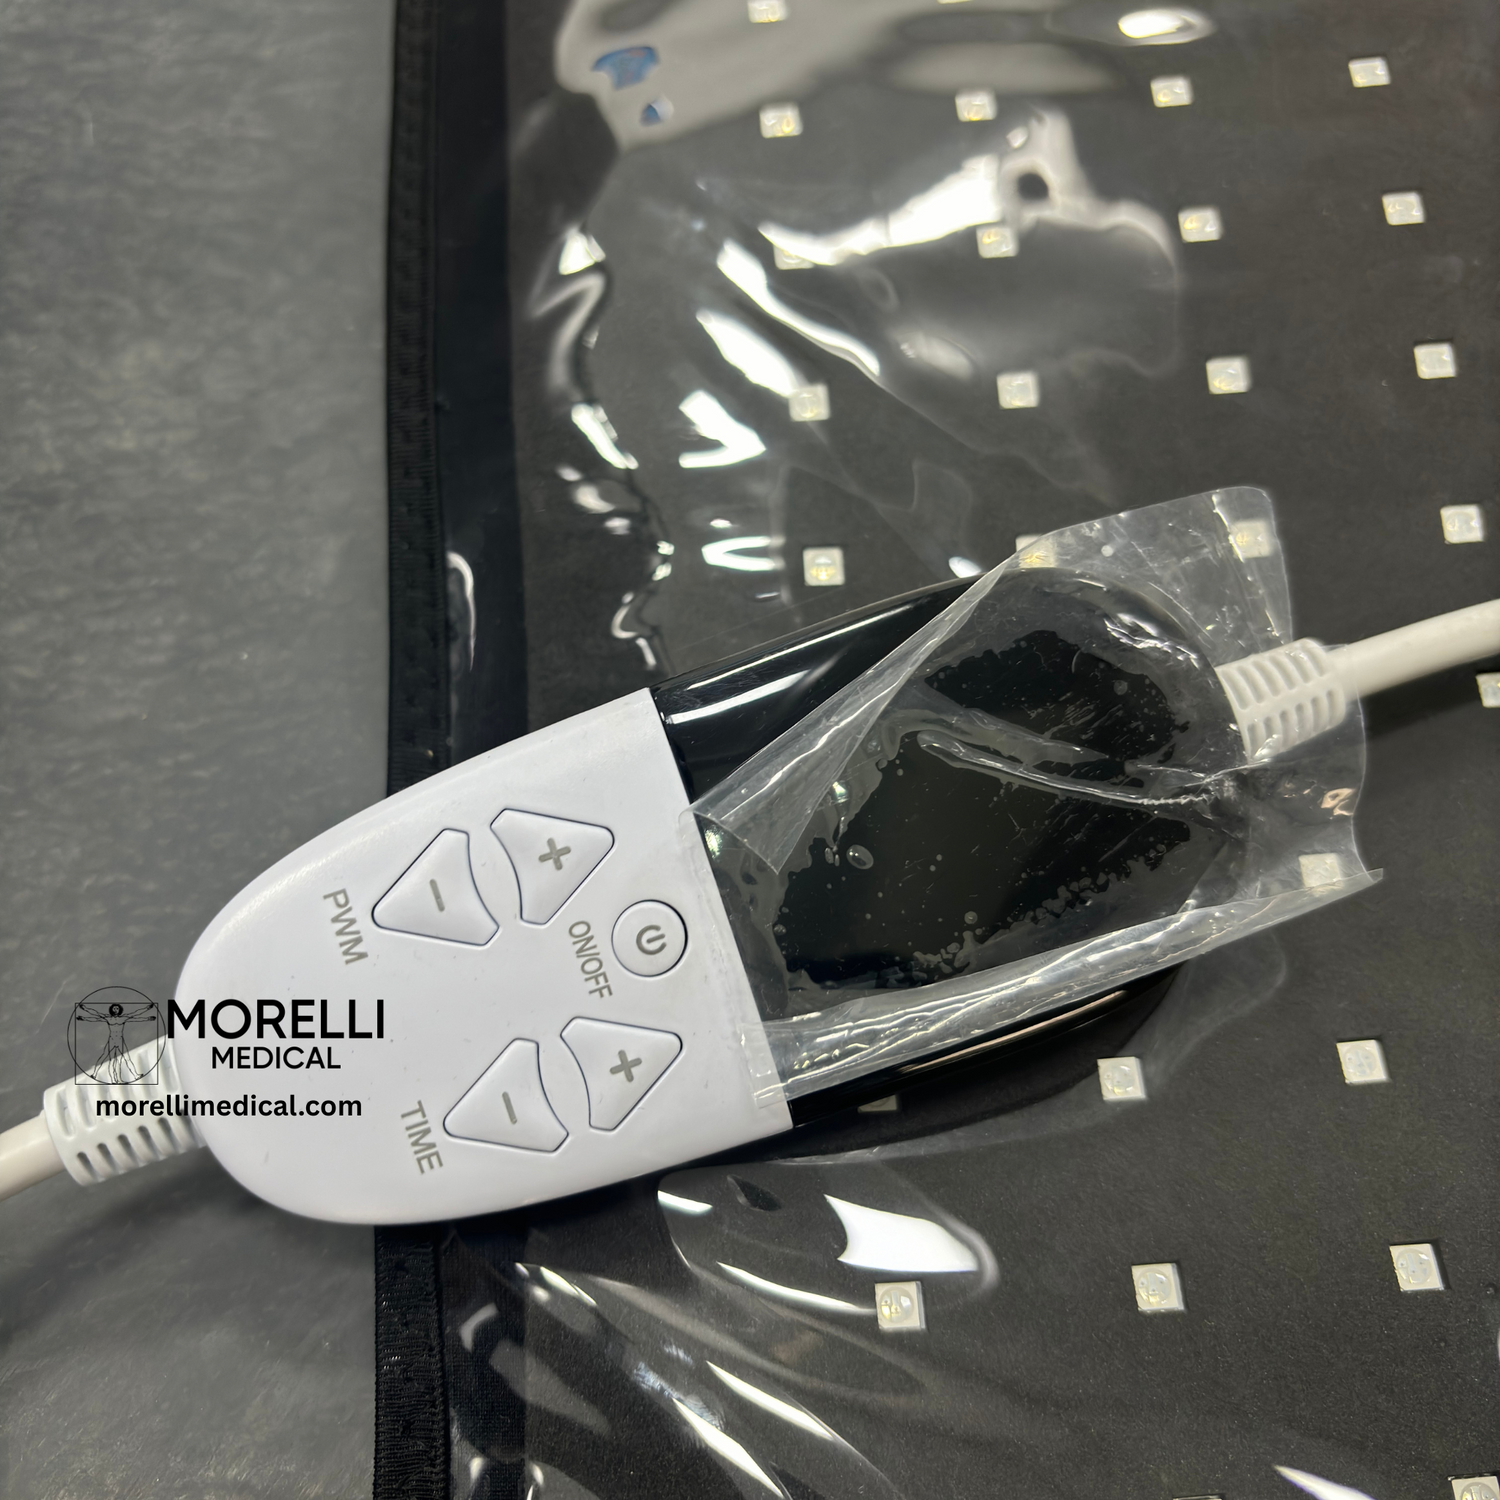 PWM
−
+
ON/OFF
TIME
−
+
MORELLI
MEDICAL
morellimedical.com